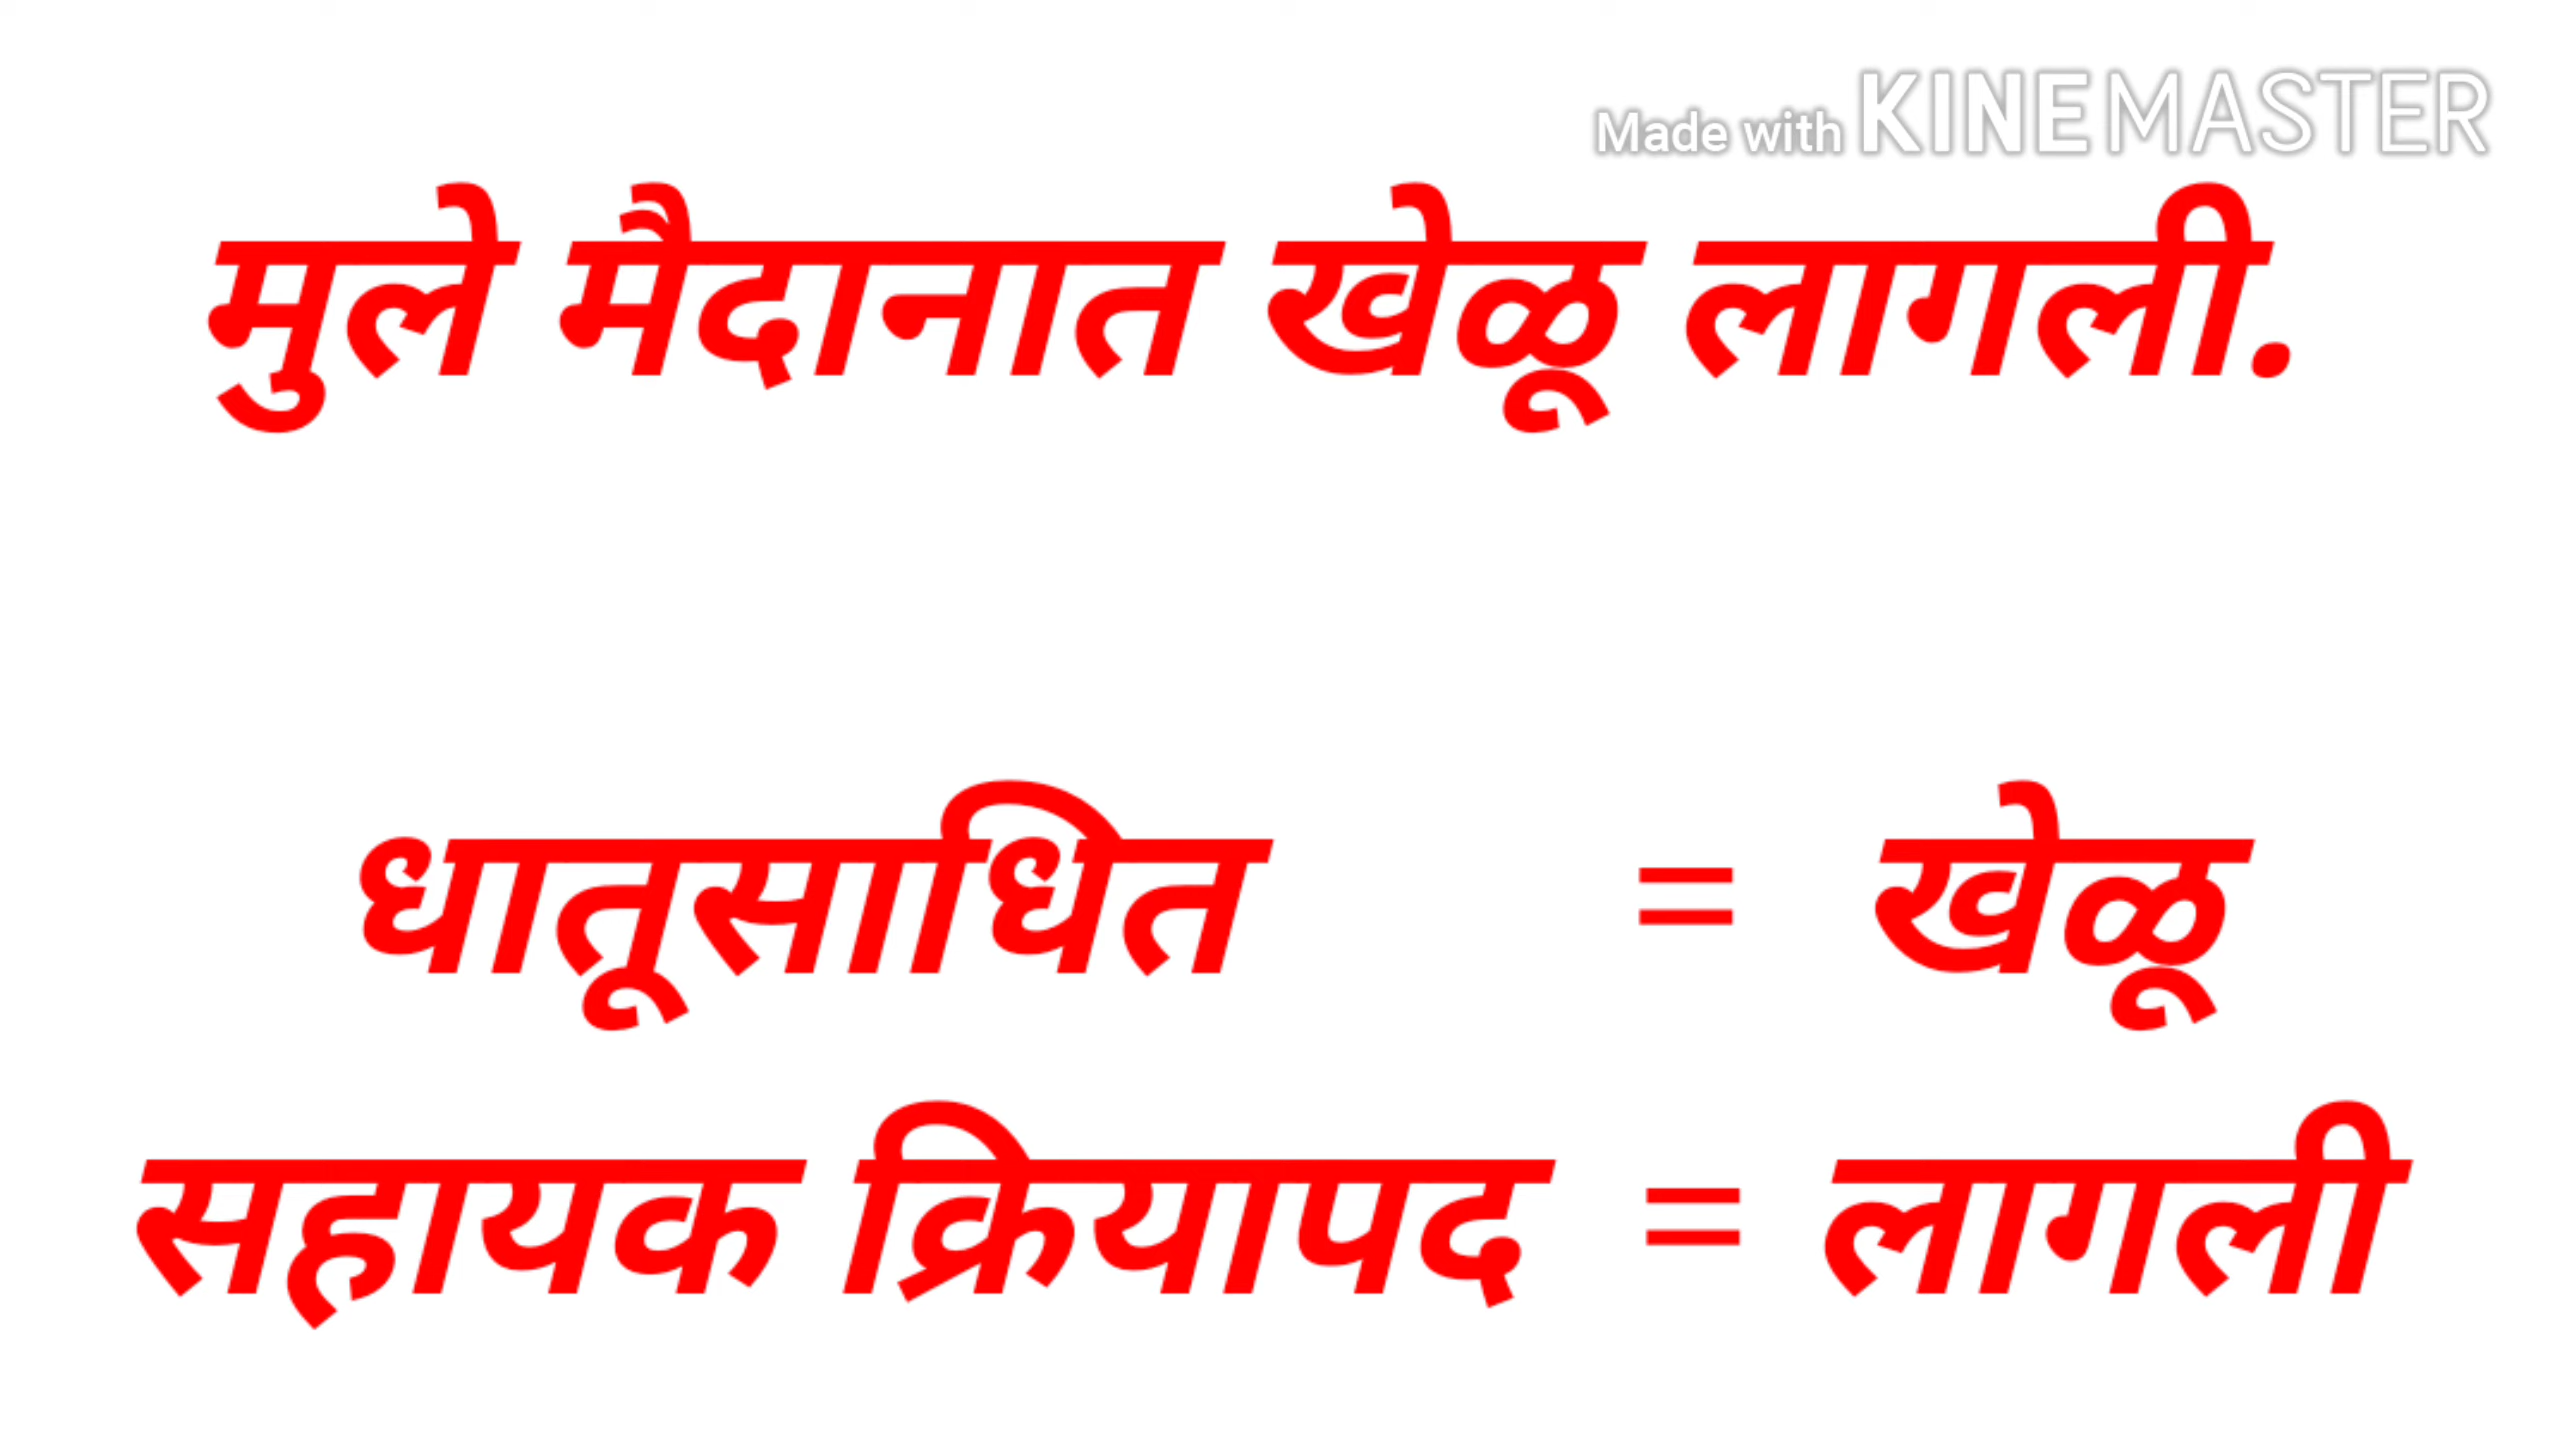 Made with KINEMASTER
मुले मैदानात खेळू लागली.
धातूसाधित = खेळू
सहायक क्रियापद = लागली